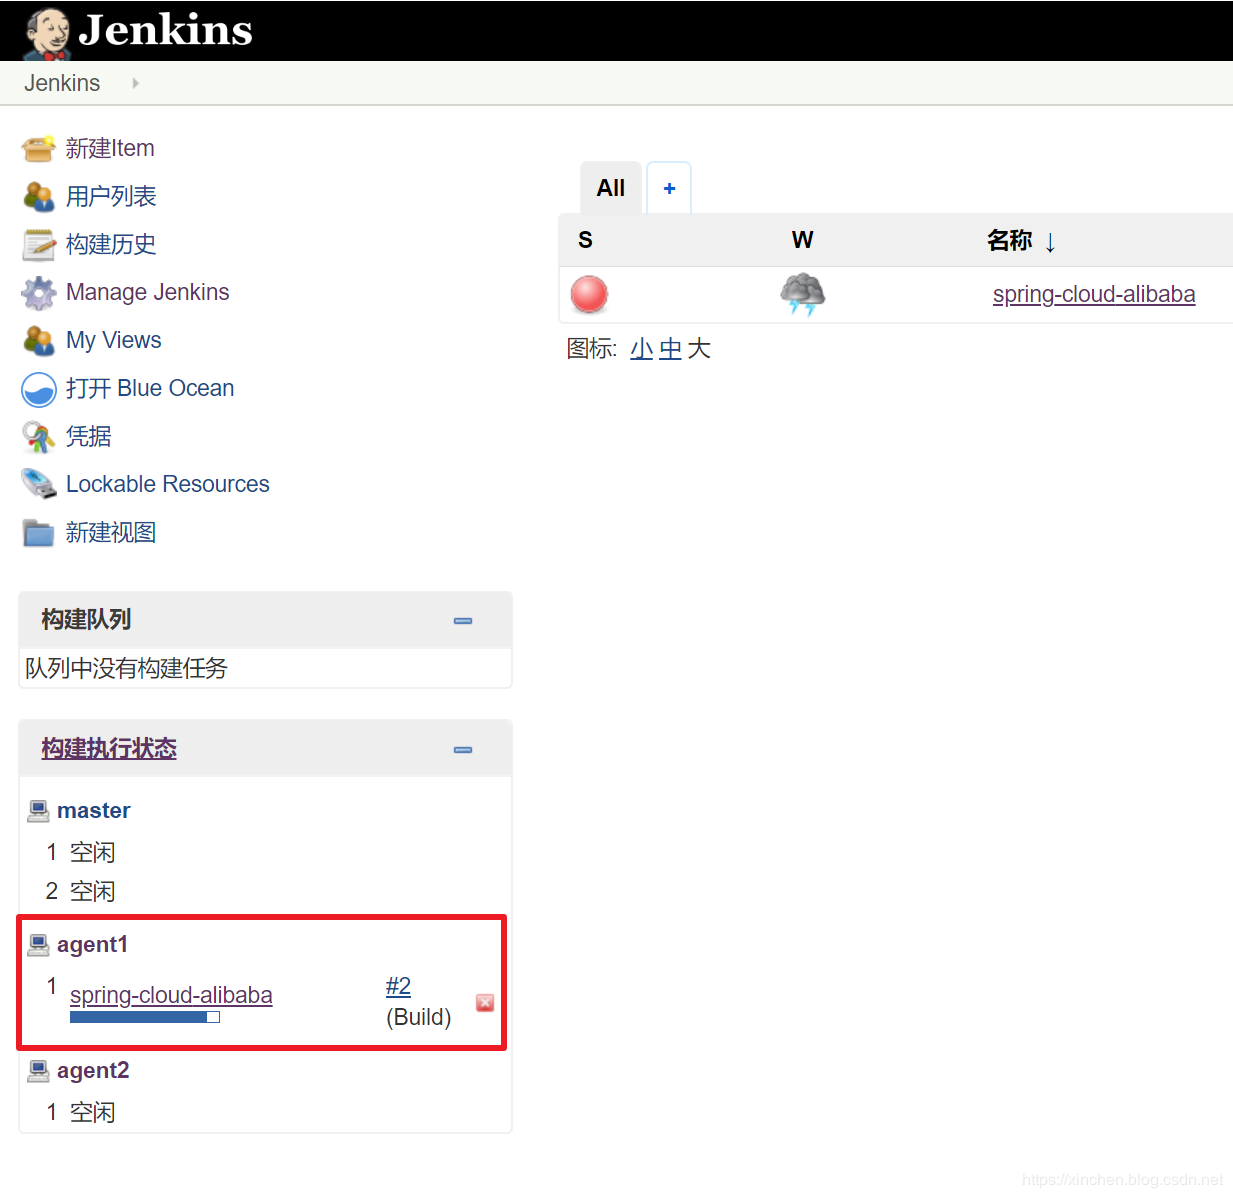 Jenkins
Jenkins
新建Item
用户列表
构建历史
Manage Jenkins
My Views
打开 Blue Ocean
凭据
Lockable Resources
新建视图
构建队列
队列中没有构建任务
构建执行状态
master
1 空闲
2 空闲
agent1
1 spring-cloud-alibaba #2
(Build)
agent2
1 空闲
All +
S W 名称 ↓
spring-cloud-alibaba
图标: 小 中 大
https://xinchen.blog.csdn.net